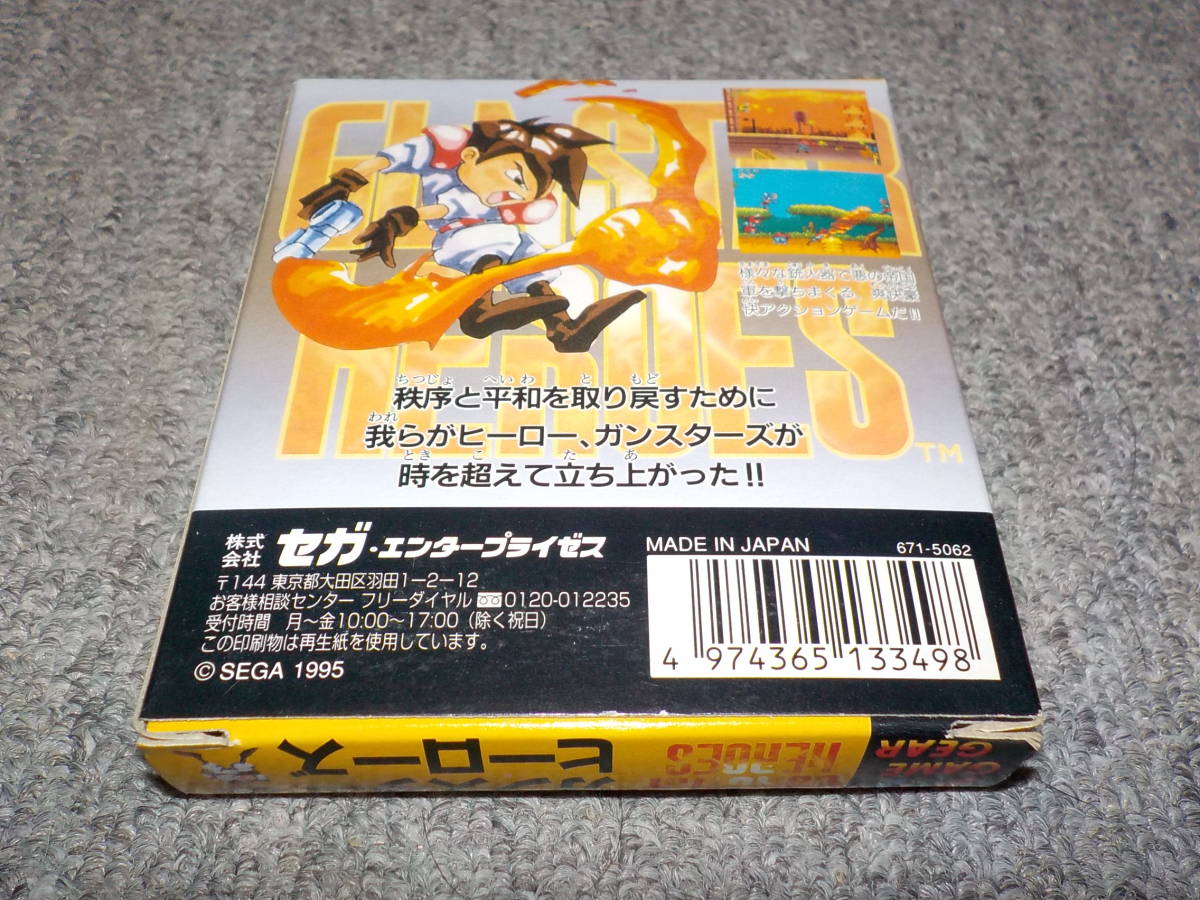 様々な銃火器で悪の帝国
軍を撃ちまくる、爽快豪
快アクションゲームだ!!
HEROES
TM
ちつじょ へいわ と もど
秩序と平和を取り戻すために
われ
我らがヒーロー、ガンスターズが
とき こ た あ
時を超えて立ち上がった!!
株式会社 セガ・エンタープライゼス
〒144 東京都大田区羽田1-2-12
お客様相談センター フリーダイヤル 0120-012235
受付時間 月~金10:00~17:00(除く祝日)
この印刷物は再生紙を使用しています。
© SEGA 1995
MADE IN JAPAN
671-5062
4 974365 133498
ヒーローズ
HEROES
GAME
GEAR